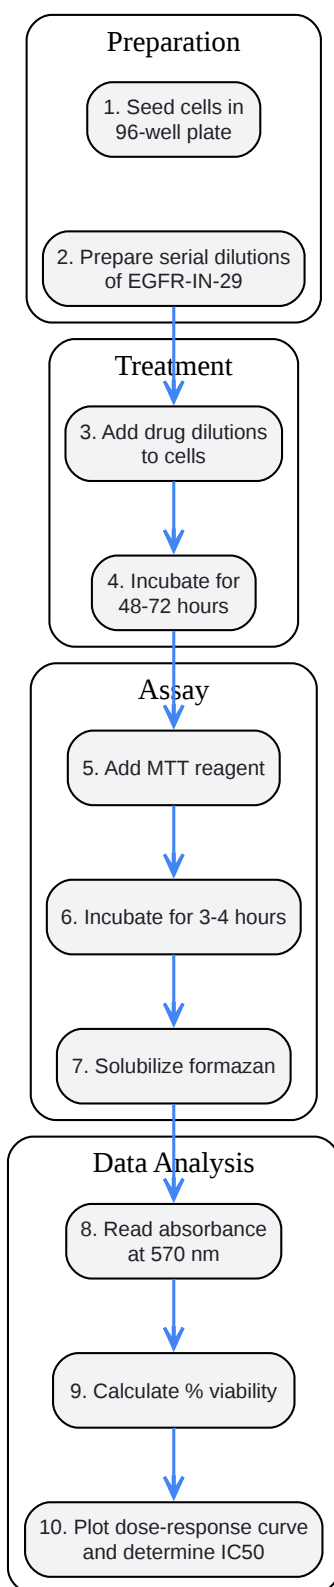 Preparation
1. Seed cells in
96-well plate
2. Prepare serial dilutions
of EGFR-IN-29
Treatment
3. Add drug dilutions
to cells
4. Incubate for
48-72 hours
Assay
5. Add MTT reagent
6. Incubate for 3-4 hours
7. Solubilize formazan
Data Analysis
8. Read absorbance
at 570 nm
9. Calculate % viability
10. Plot dose-response curve
and determine IC50